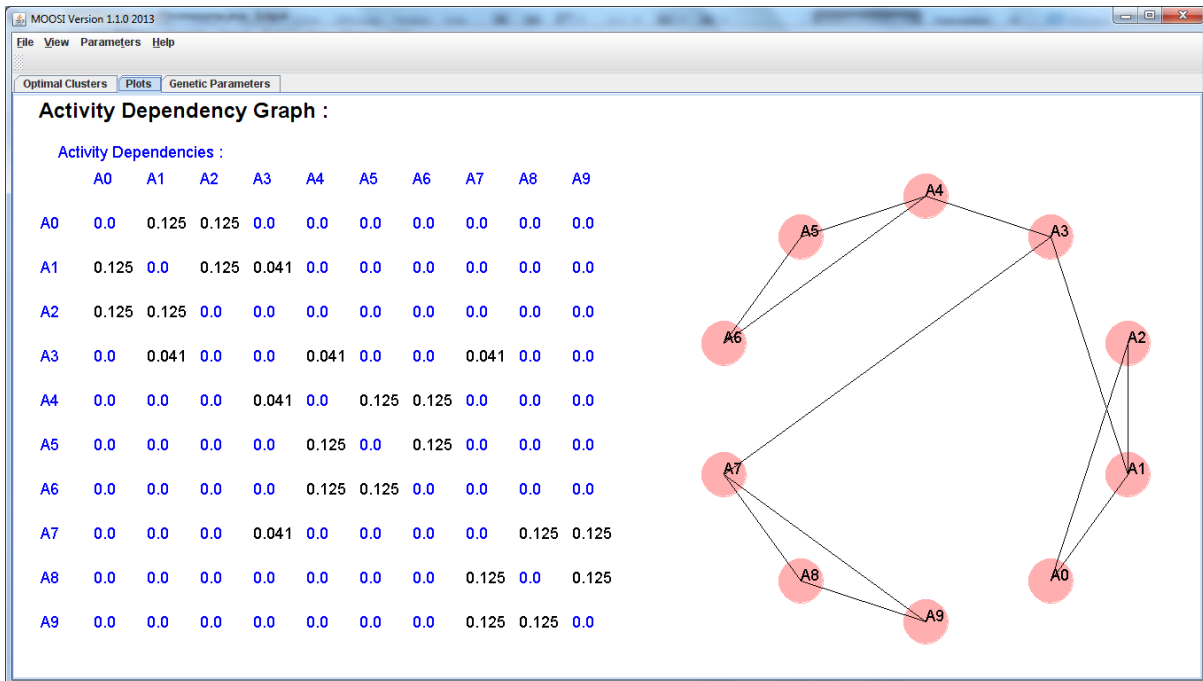 MOOSI Version 1.1.0 2013
File View Parameters Help
Optimal Clusters Plots Genetic Parameters
Activity Dependency Graph :
Activity Dependencies :
A0 A1 A2 A3 A4 A5 A6 A7 A8 A9
A0 0.0 0.125 0.125 0.0 0.0 0.0 0.0 0.0 0.0 0.0
A1 0.125 0.0 0.125 0.041 0.0 0.0 0.0 0.0 0.0 0.0
A2 0.125 0.125 0.0 0.0 0.0 0.0 0.0 0.0 0.0 0.0
A3 0.0 0.041 0.0 0.0 0.041 0.0 0.0 0.041 0.0 0.0
A4 0.0 0.0 0.0 0.041 0.0 0.125 0.125 0.0 0.0 0.0
A5 0.0 0.0 0.0 0.0 0.125 0.0 0.125 0.0 0.0 0.0
A6 0.0 0.0 0.0 0.0 0.125 0.125 0.0 0.0 0.0 0.0
A7 0.0 0.0 0.0 0.041 0.0 0.0 0.0 0.0 0.125 0.125
A8 0.0 0.0 0.0 0.0 0.0 0.0 0.0 0.125 0.0 0.125
A9 0.0 0.0 0.0 0.0 0.0 0.0 0.0 0.125 0.125 0.0
A4
A5
A3
A6
A2
A7
A1
A8
A0
A9